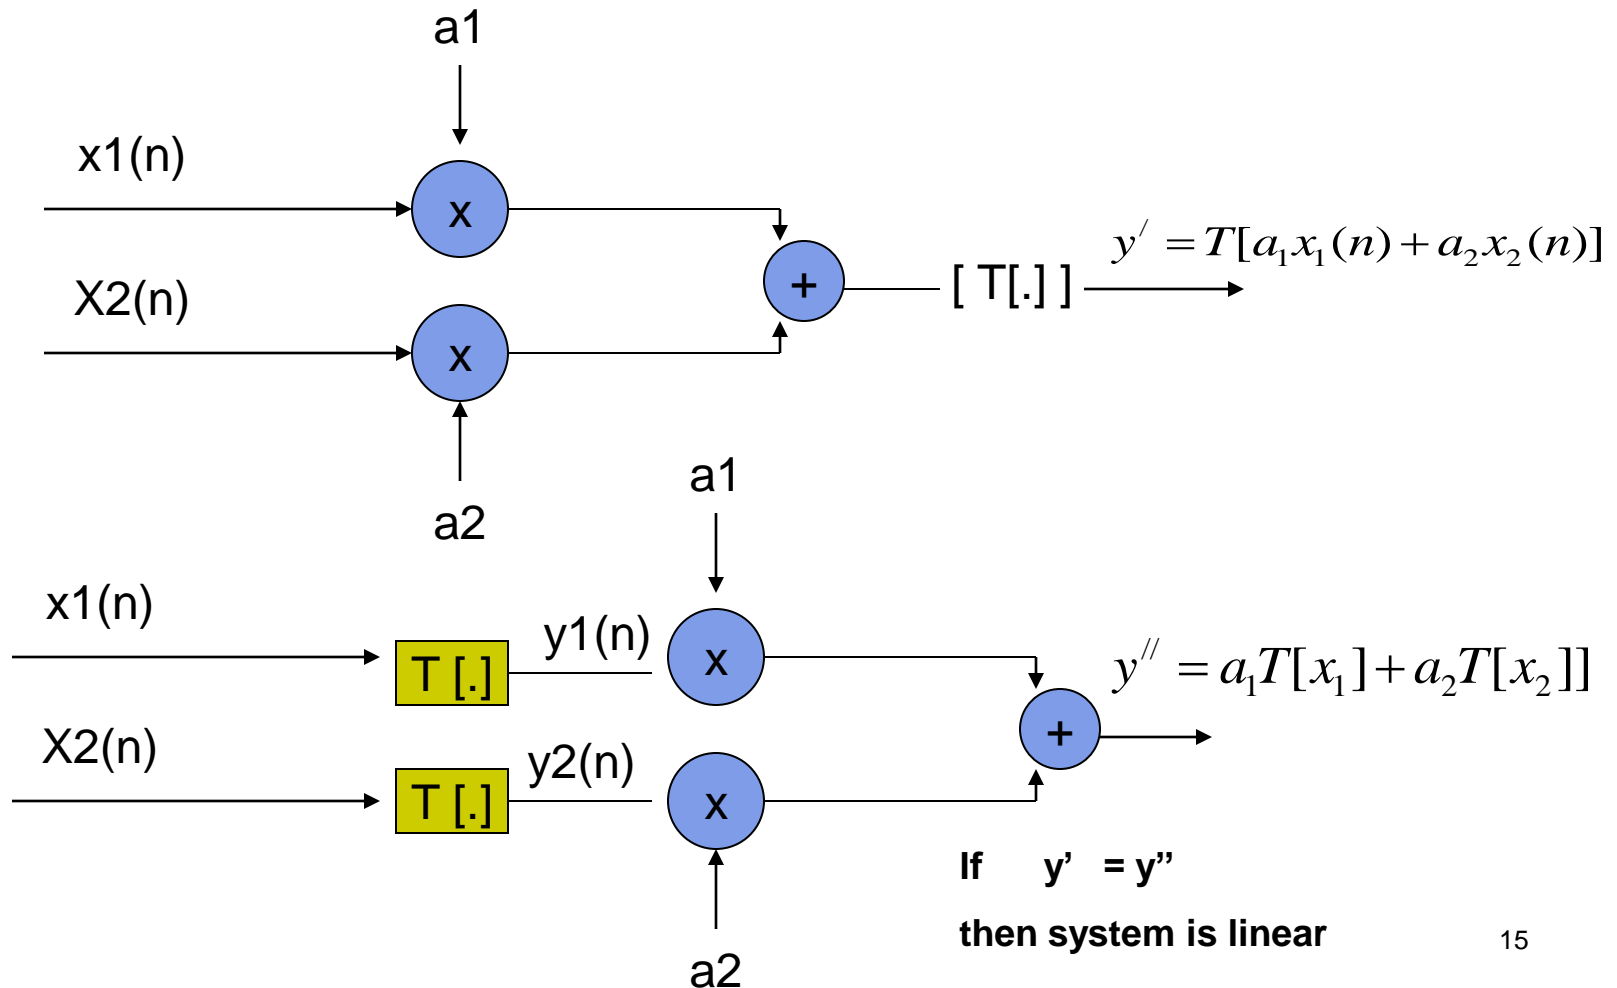 a1
x1(n)
x
X2(n)
x
+
[ T[.] ]
y′ = T[a₁x₁(n) + a₂x₂(n)]
a2
a1
x1(n)
T [.]
y1(n)
x
X2(n)
T [.]
y2(n)
x
+
y′′ = a₁T[x₁] + a₂T[x₂]]
a2
If y’ = y”
then system is linear
15